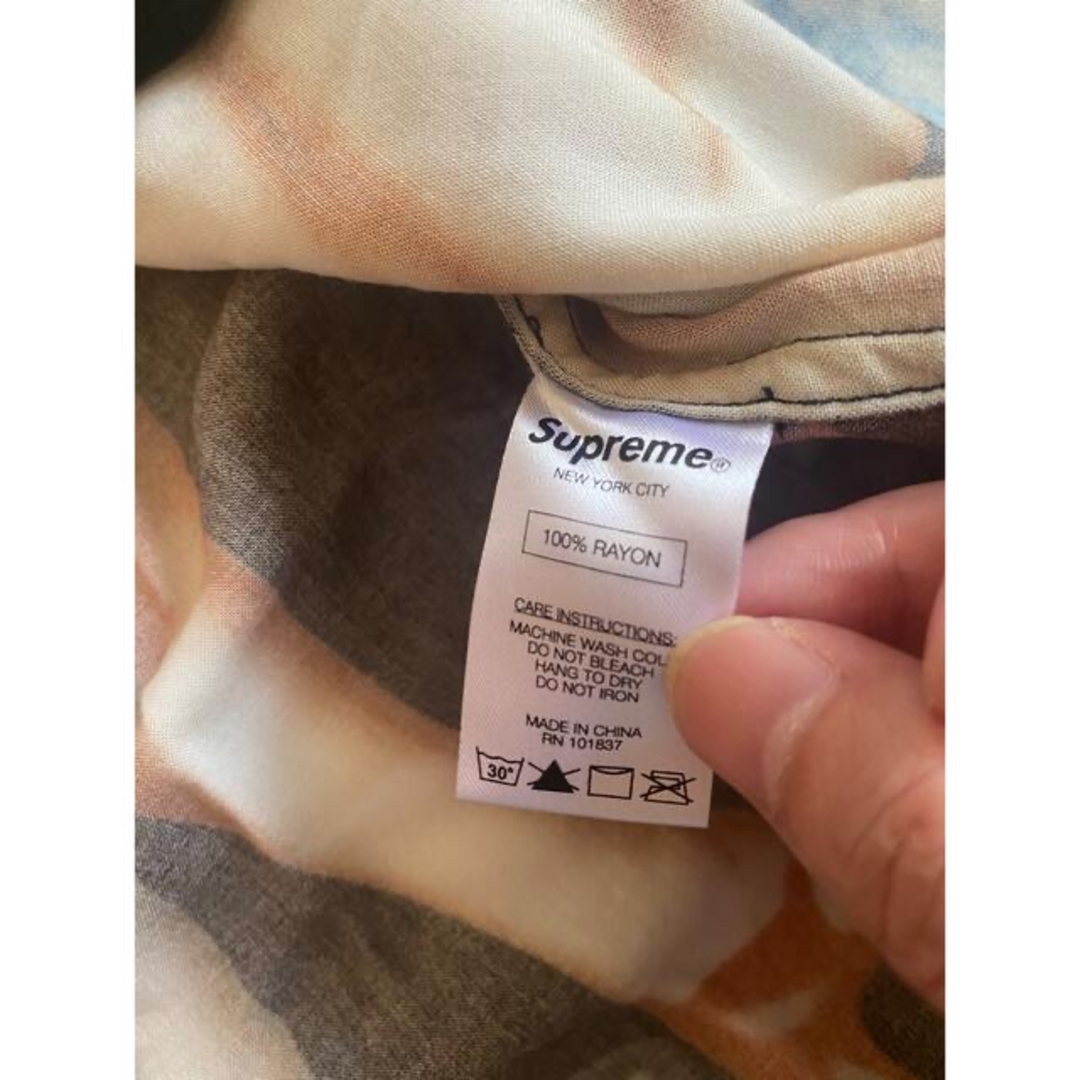 Supreme®
NEW YORK CITY
100% RAYON
CARE INSTRUCTIONS:
MACHINE WASH COL
DO NOT BLEACH
HANG TO DRY
DO NOT IRON
MADE IN CHINA
RN 101837
30°